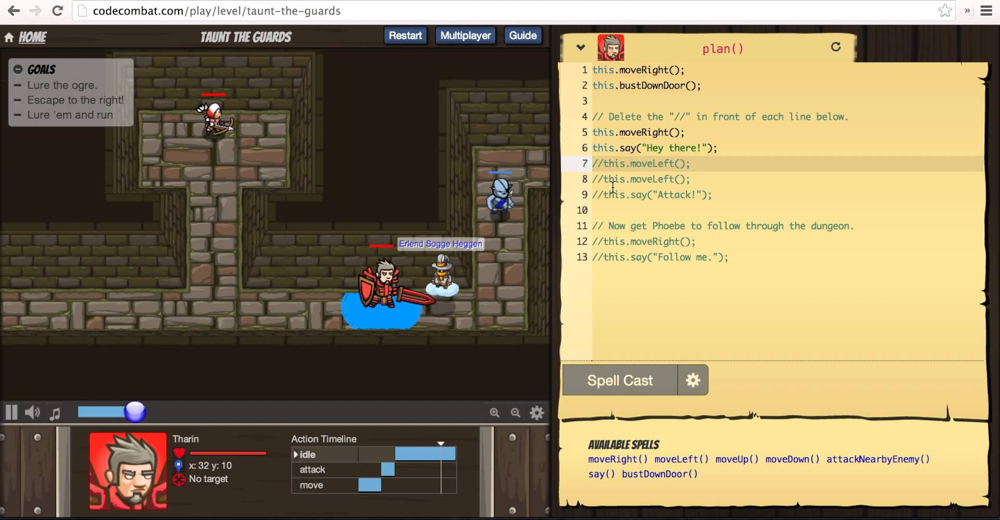 codecombat.com/play/level/taunt-the-guards
»
HOME
TAUNT THE GUARDS
Restart
Multiplayer
Guide
GOALS
Lure the ogre.
Escape to the right!
Lure 'em and run
Erlend Sogge Heggen
plan()
1 this.moveRight();
2 this.bustDownDoor();
3
4 // Delete the "//" in front of each line below.
5 this.moveRight();
6 this.say("Hey there!");
7 //this.moveLeft();
8 //this.moveLeft();
9 //this.say("Attack!");
10
11 // Now get Phoebe to follow through the dungeon.
12 //this.moveRight();
13 //this.say("Follow me.");
Spell Cast
AVAILABLE SPELLS
moveRight() moveLeft() moveUp() moveDown() attackNearbyEnemy()
say() bustDownDoor()
Tharin
x: 32 y: 10
No target
Action Timeline
idle
attack
move